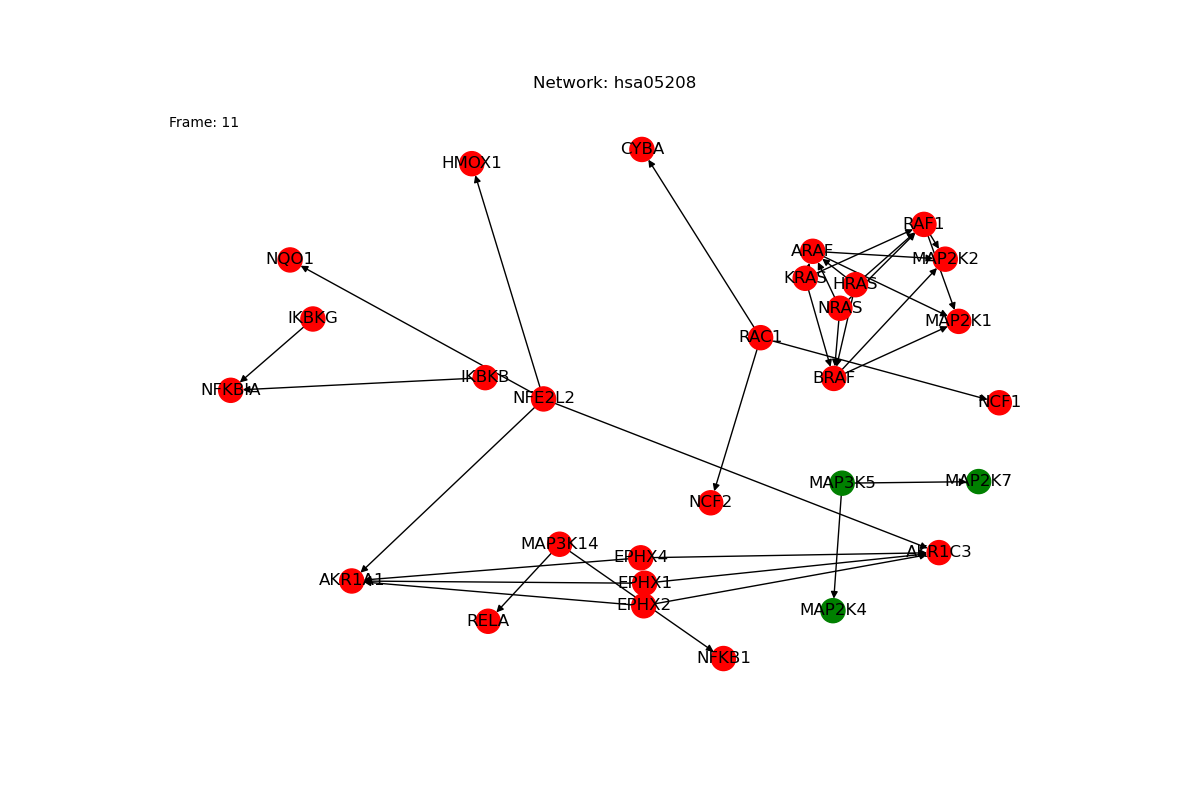 Network: hsa05208
Frame: 11
CYBA
HMOX1
RAF1
ARAF
NQO1
MAP2K2
KRAS
HRAS
NRAS
IKBKG
MAP2K1
RAC1
IKBKB
BRAF
NFKBIA
NFE2L2
NCF1
MAP2K7
MAP3K5
NCF2
MAP3K14
AKR1C3
EPHX4
AKR1A1
EPHX1
EPHX2
MAP2K4
RELA
NFKB1